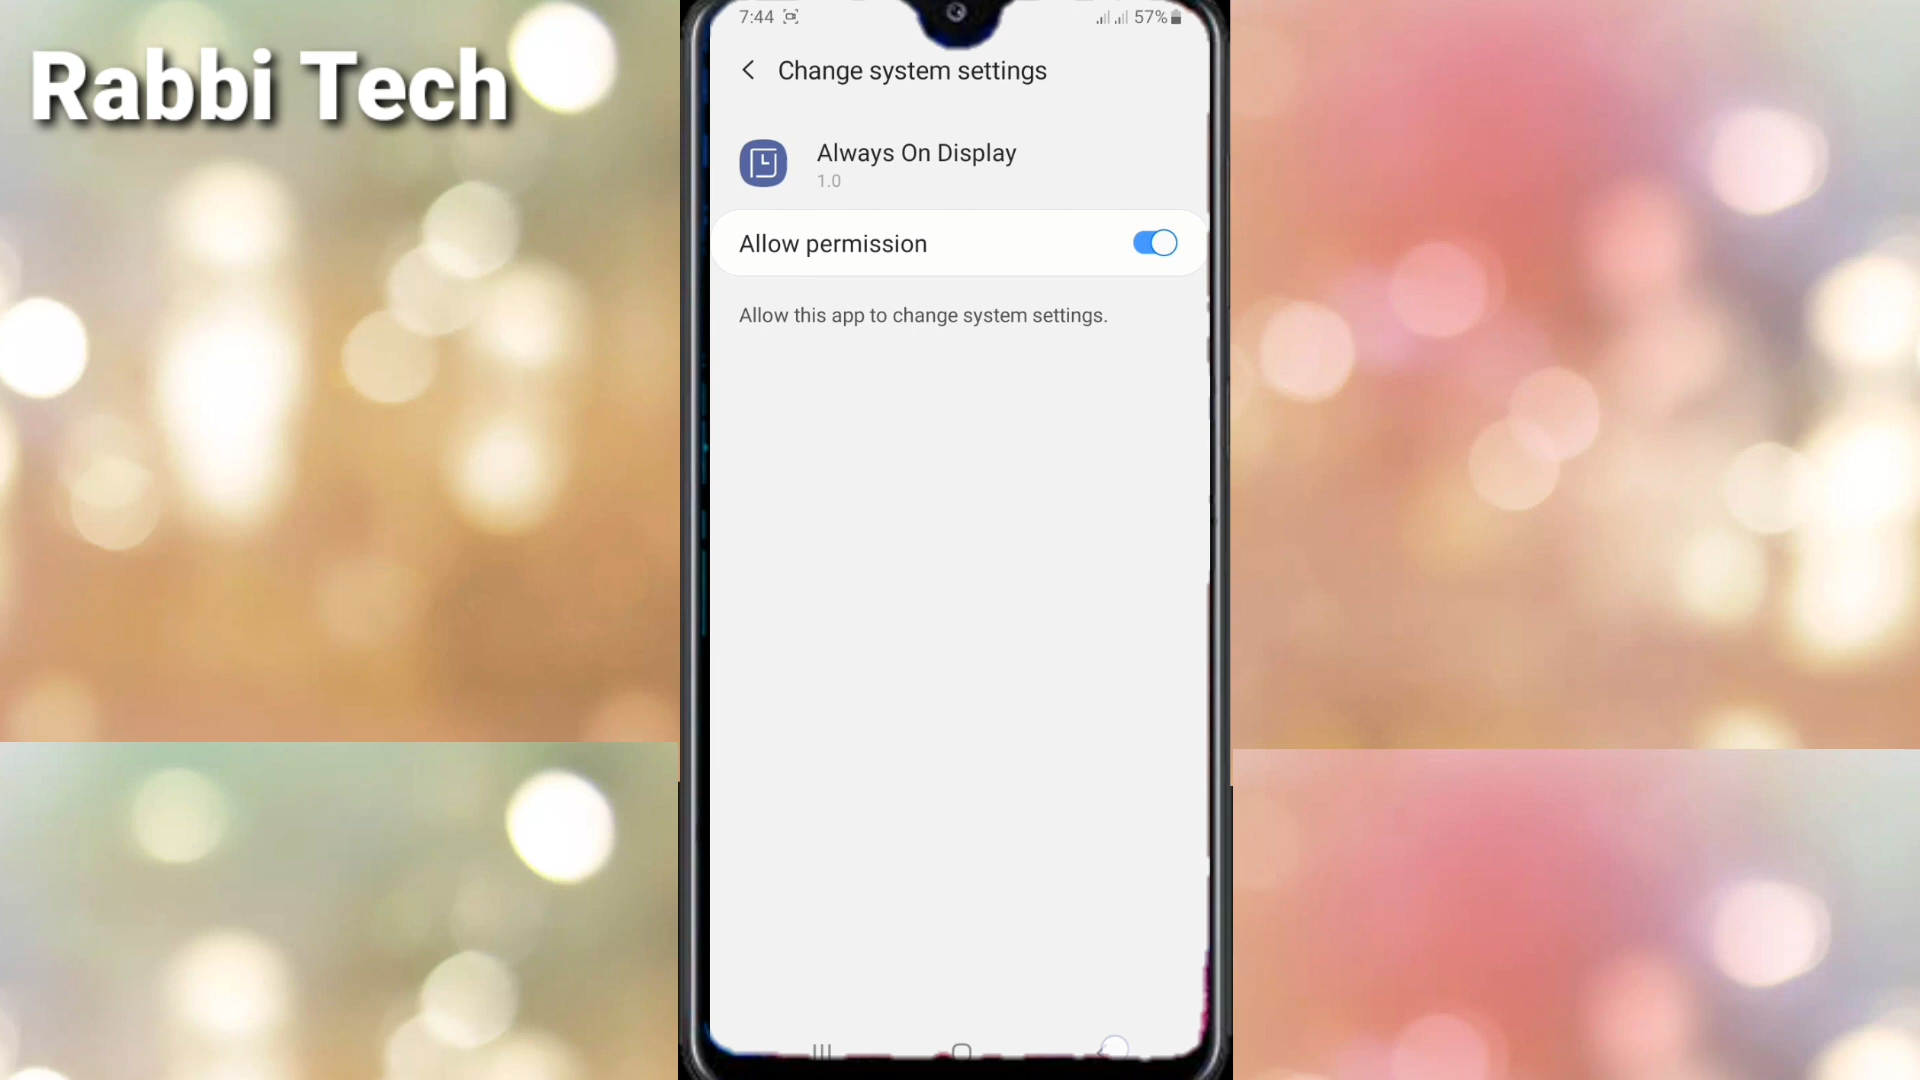 Rabbi Tech
7:44
57%
Change system settings
Always On Display
1.0
Allow permission
Allow this app to change system settings.